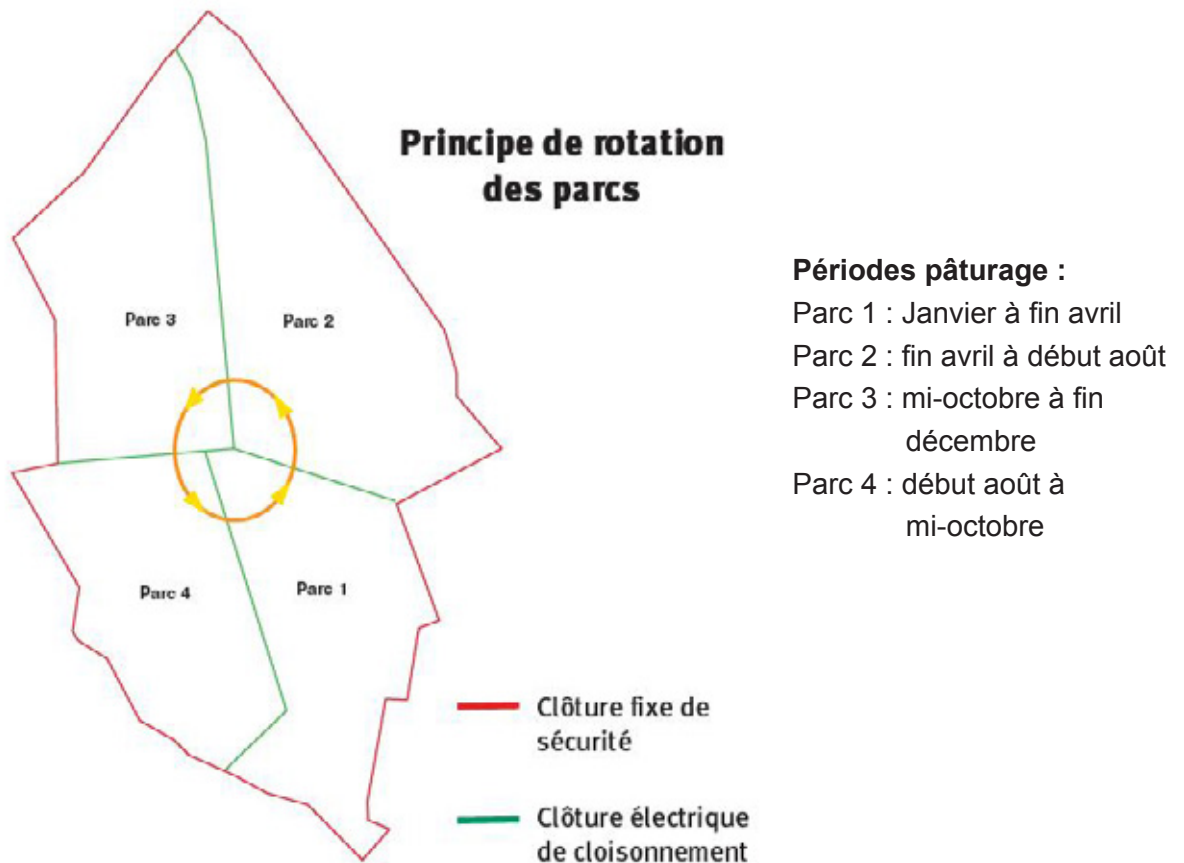 Principe de rotation
des parcs
Périodes pâturage :
Parc 1 : Janvier à fin avril
Parc 2 : fin avril à début août
Parc 3 : mi-octobre à fin
décembre
Parc 4 : début août à
mi-octobre
Parc 3
Parc 2
Parc 4
Parc 1
Clôture fixe de
sécurité
Clôture électrique
de cloisonnement